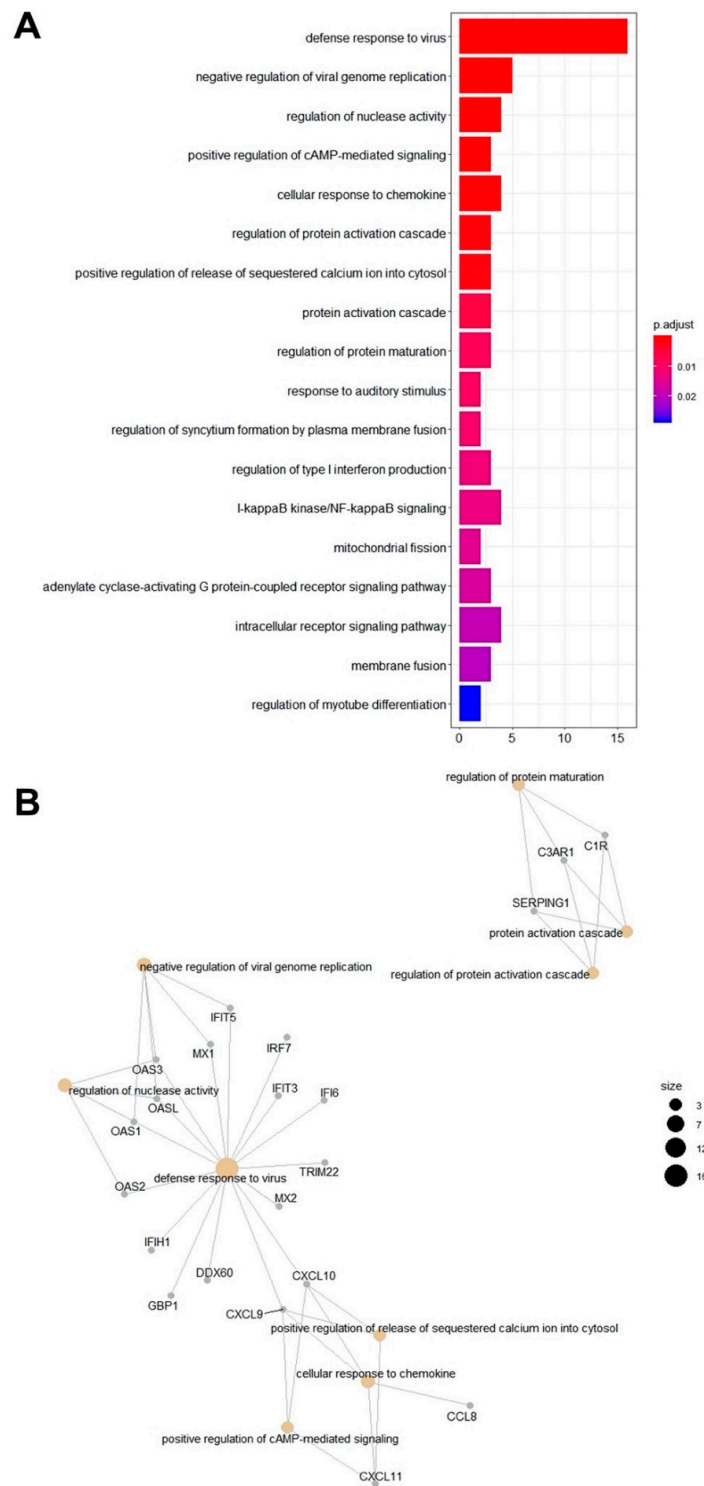 A
defense response to virus
negative regulation of viral genome replication
regulation of nuclease activity
positive regulation of cAMP-mediated signaling
cellular response to chemokine
regulation of protein activation cascade
positive regulation of release of sequestered calcium ion into cytosol
protein activation cascade
regulation of protein maturation
response to auditory stimulus
regulation of syncytium formation by plasma membrane fusion
regulation of type I interferon production
I-kappaB kinase/NF-kappaB signaling
mitochondrial fission
adenylate cyclase-activating G protein-coupled receptor signaling pathway
intracellular receptor signaling pathway
membrane fusion
regulation of myotube differentiation
0 5 10 15
p.adjust
0.01
0.02
B
regulation of protein maturation
C3AR1
C1R
SERPING1
protein activation cascade
regulation of protein activation cascade
negative regulation of viral genome replication
IFIT5
MX1
IRF7
OAS3
regulation of nuclease activity
IFIT3
IFI6
OASL
OAS1
defense response to virus
TRIM22
OAS2
MX2
IFIH1
DDX60
CXCL10
GBP1
CXCL9
positive regulation of release of sequestered calcium ion into cytosol
cellular response to chemokine
CCL8
positive regulation of cAMP-mediated signaling
CXCL11
size
3
7
12
16